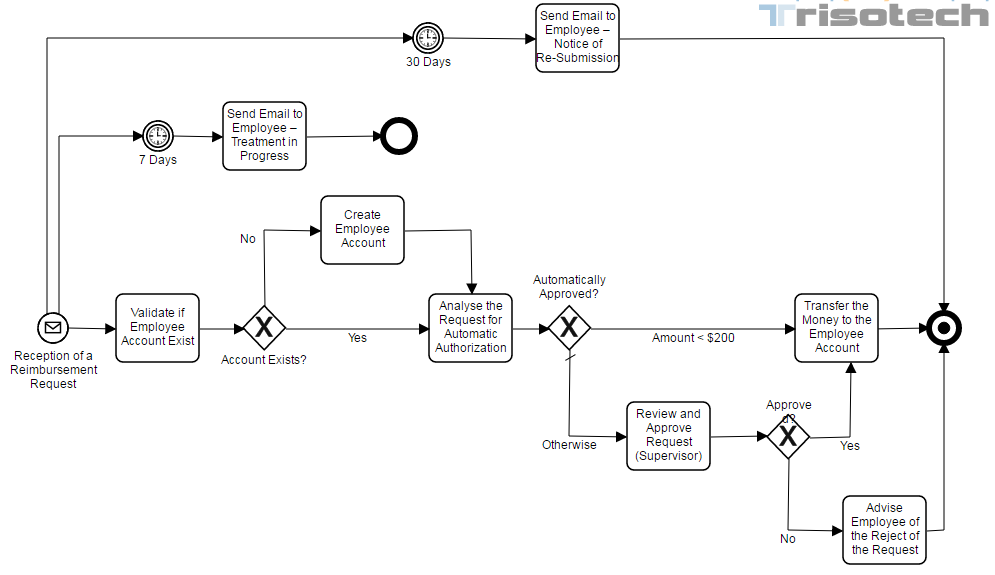 Trisotech
Send Email to
Employee –
Notice of
Re-Submission
30 Days
Send Email to
Employee –
Treatment in
Progress
7 Days
Create
Employee
Account
No
Automatically
Approved?
Validate if
Employee
Account Exist
Analyse the
Request for
Automatic
Authorization
Transfer the
Money to the
Employee
Account
Yes
Amount < $200
Reception of a
Reimbursement
Request
Account Exists?
Approve
d?
Review and
Approve
Request
(Supervisor)
Otherwise
Yes
Advise
Employee of
the Reject of
the Request
No